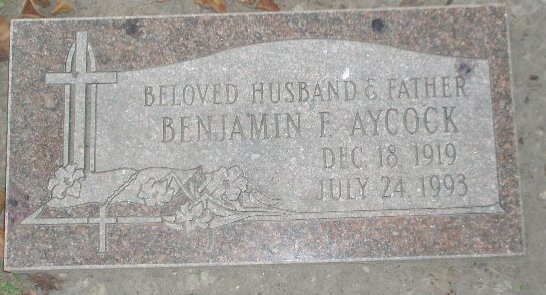 BELOVED HUSBAND & FATHER
BENJAMIN F. AYCOCK
DEC. 18, 1919
JULY 24, 1993